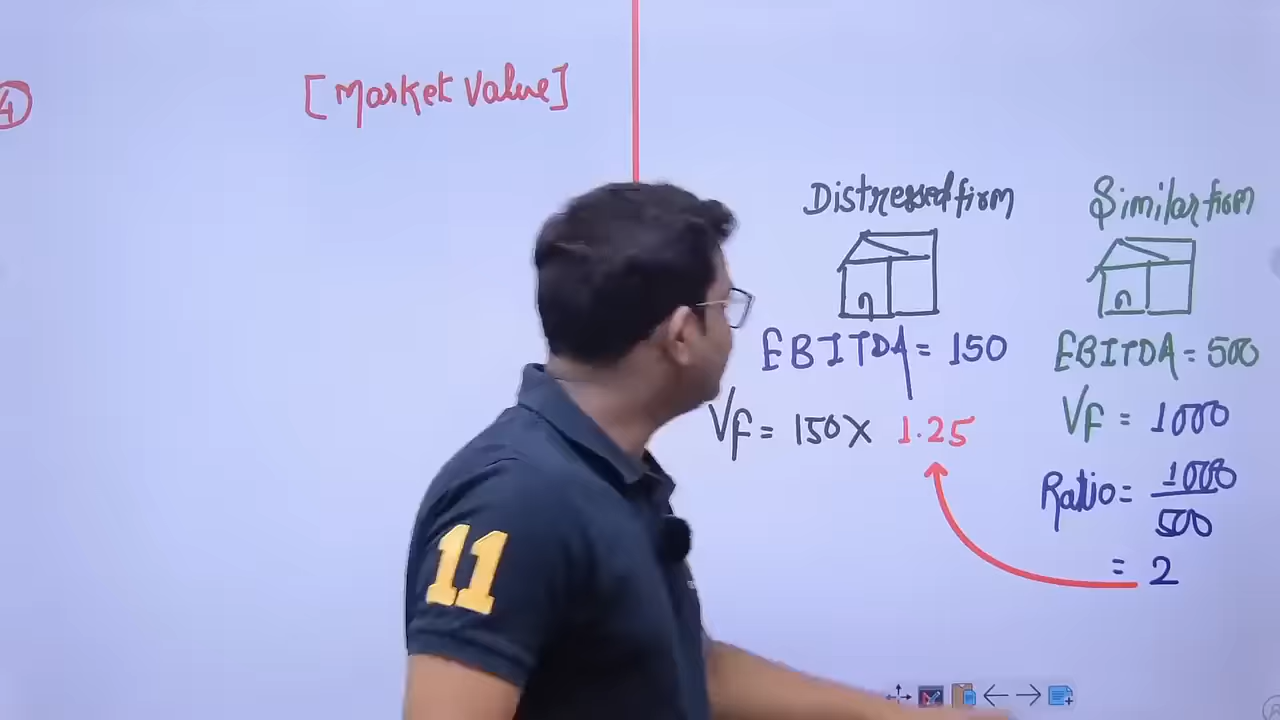 4
[Market Value]
Distressed firm
Similar firm
EBITDA = 150
EBITDA = 500
VF = 150 X 1.25
VF = 1000
Ratio = 1000
500
= 2
11